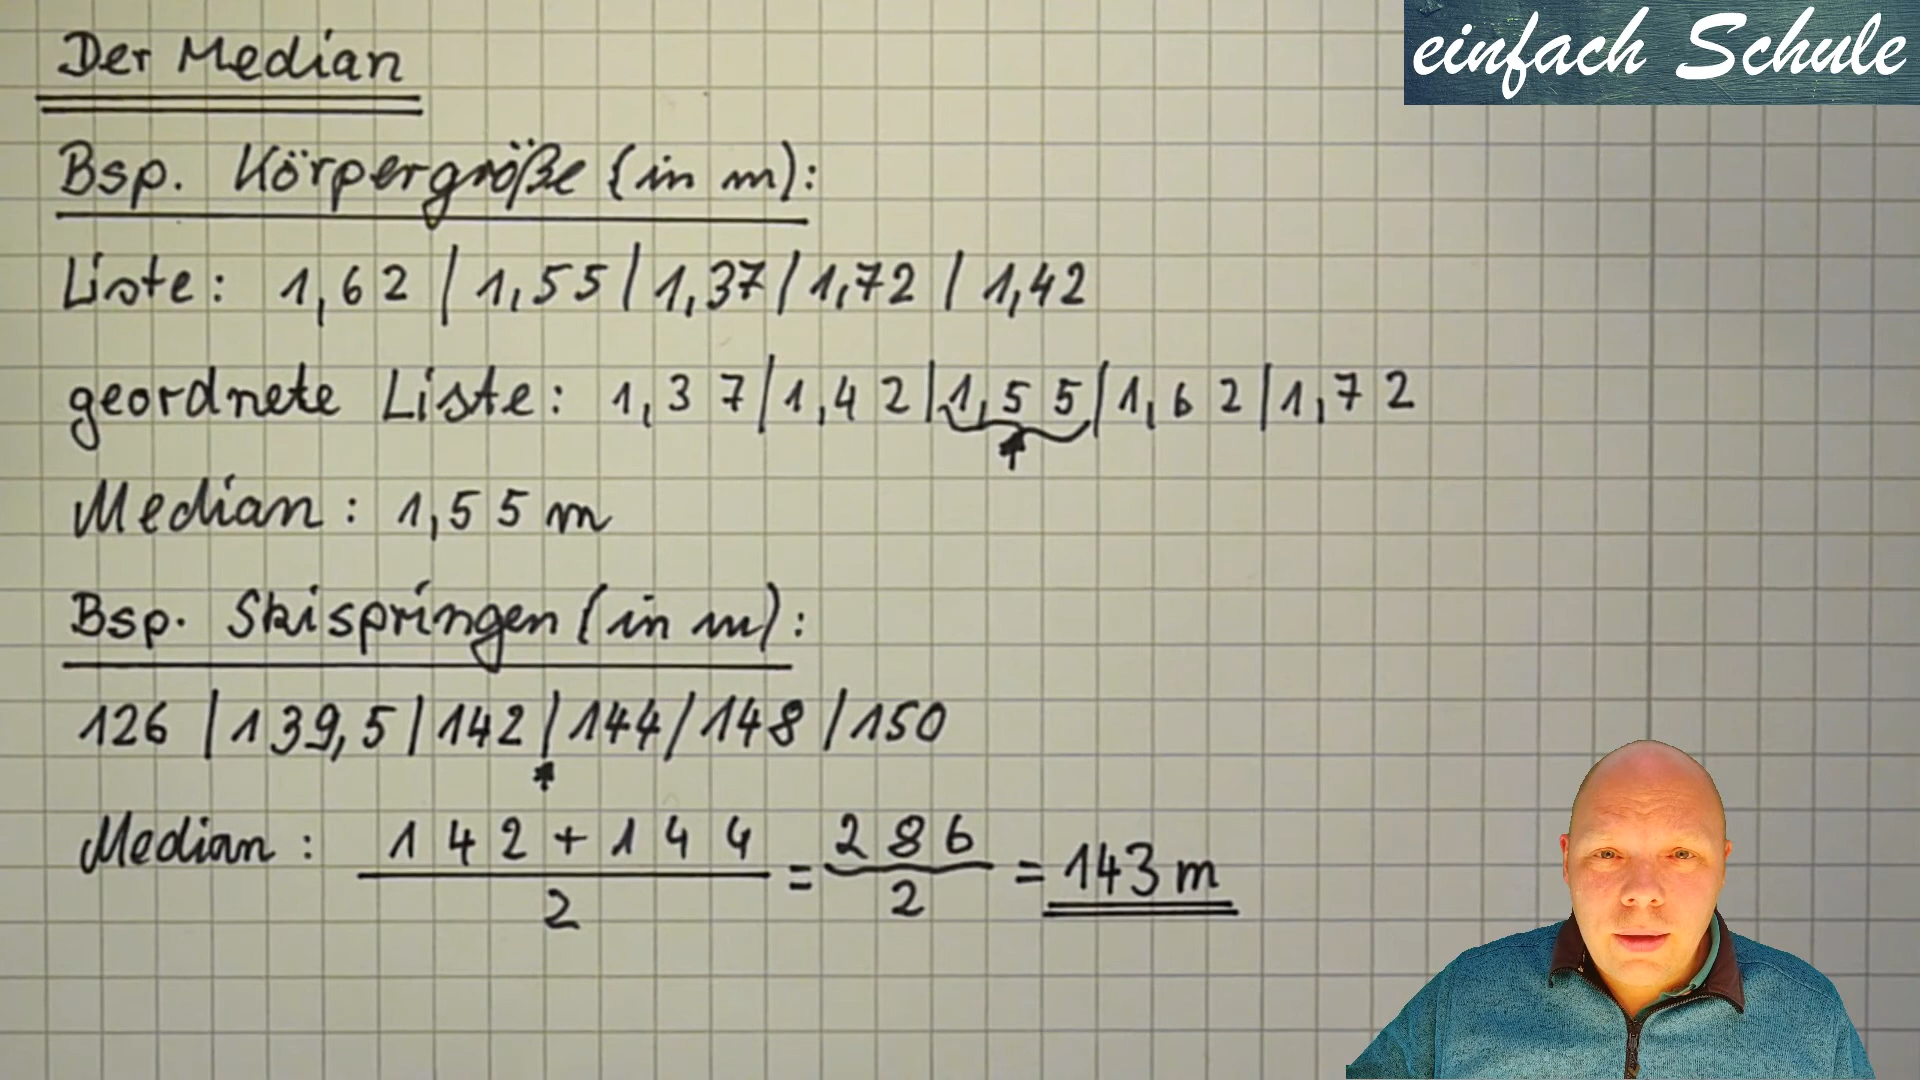 Der Median
einfach Schule
Bsp. Körpergröße (in m):
Liste: 1,62 | 1,55 | 1,37 | 1,72 | 1,42
geordnete Liste: 1,37 | 1,42 | 1,55 | 1,62 | 1,72
Median: 1,55 m
Bsp. Skispringen (in m):
126 | 139,5 | 142 | 144 | 148 | 150
Median: (142 + 144)/2 = 286/2 = 143 m